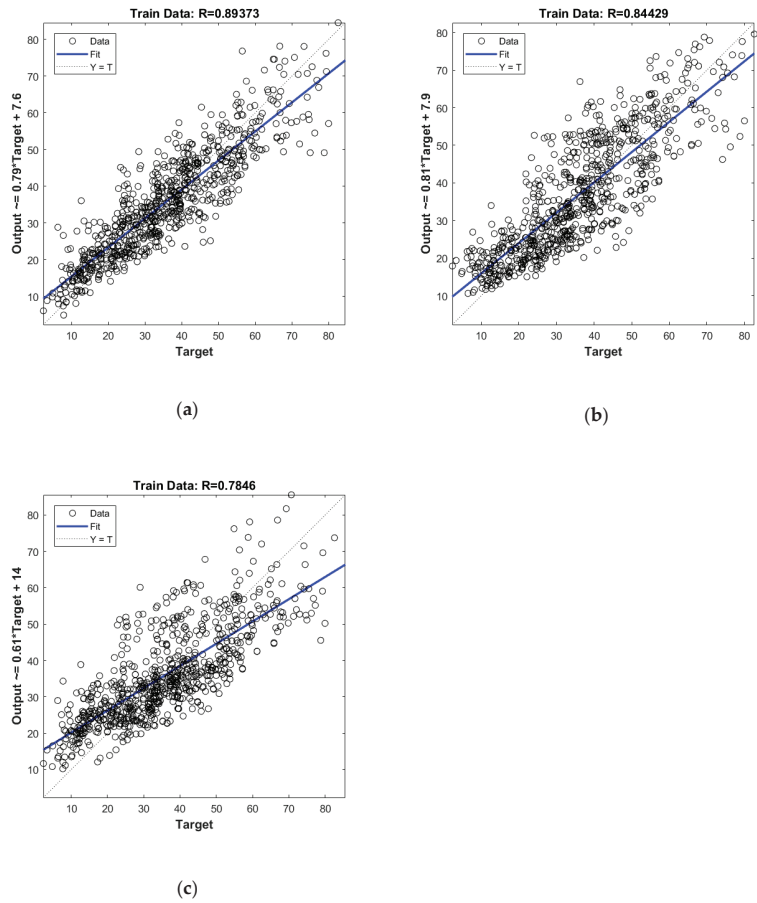 Train Data: R=0.89373
Data
Fit
Y = T
Output ~= 0.79*Target + 7.6
80
70
60
50
40
30
20
10
10 20 30 40 50 60 70 80
Target
(a)
Train Data: R=0.84429
Data
Fit
Y = T
Output ~= 0.81*Target + 7.9
80
70
60
50
40
30
20
10
10 20 30 40 50 60 70 80
Target
(b)
Train Data: R=0.7846
Data
Fit
Y = T
Output ~= 0.61*Target + 14
80
70
60
50
40
30
20
10
10 20 30 40 50 60 70 80
Target
(c)